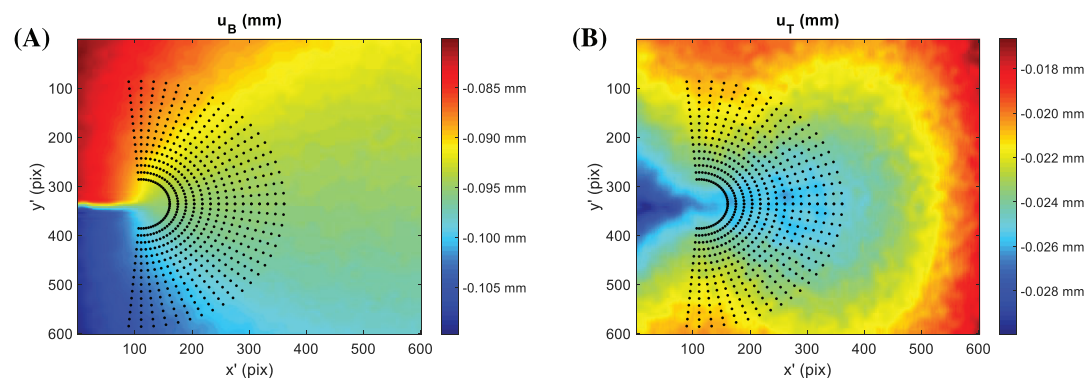 (A)
u_B (mm)
100
200
300
400
500
600
y' (pix)
100 200 300 400 500 600
x' (pix)
-0.085 mm
-0.090 mm
-0.095 mm
-0.100 mm
-0.105 mm
(B)
u_T (mm)
100
200
300
400
500
600
y' (pix)
100 200 300 400 500 600
x' (pix)
-0.018 mm
-0.020 mm
-0.022 mm
-0.024 mm
-0.026 mm
-0.028 mm